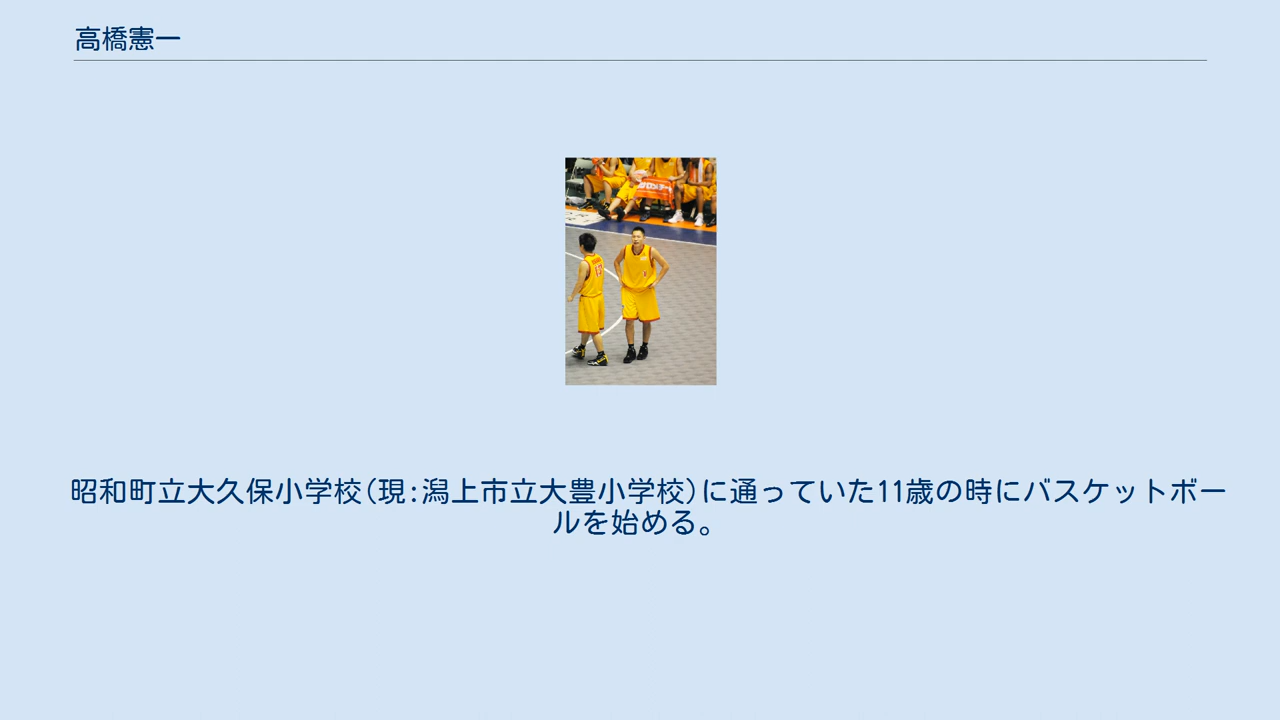 高橋憲一
昭和町立大久保小学校(現:潟上市立大豊小学校)に通っていた11歳の時にバスケットボー
ルを始める。